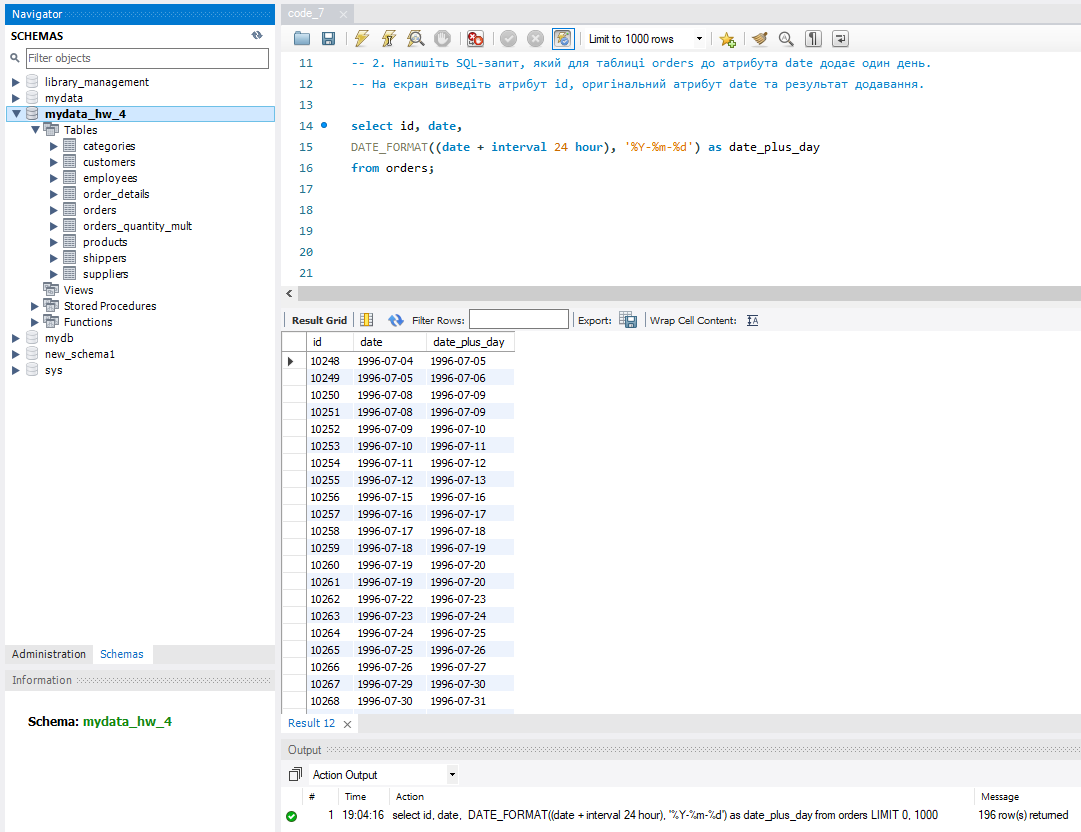 Navigator
SCHEMAS
Filter objects
library_management
mydata
mydata_hw_4
Tables
categories
customers
employees
order_details
orders
orders_quantity_mult
products
shippers
suppliers
Views
Stored Procedures
Functions
mydb
new_schema1
sys
Administration Schemas
Information
Schema: mydata_hw_4
code_7
Limit to 1000 rows
11 -- 2. Напишіть SQL-запит, який для таблиці orders до атрибута date додає один день.
12 -- На екран виведіть атрибут id, оригінальний атрибут date та результат додавання.
13
14 select id, date,
15 DATE_FORMAT((date + interval 24 hour), '%Y-%m-%d') as date_plus_day
16 from orders;
17
18
19
20
21
Result Grid Filter Rows: Export: Wrap Cell Content:
id date date_plus_day
10248 1996-07-04 1996-07-05
10249 1996-07-05 1996-07-06
10250 1996-07-08 1996-07-09
10251 1996-07-08 1996-07-09
10252 1996-07-09 1996-07-10
10253 1996-07-10 1996-07-11
10254 1996-07-11 1996-07-12
10255 1996-07-12 1996-07-13
10256 1996-07-15 1996-07-16
10257 1996-07-16 1996-07-17
10258 1996-07-17 1996-07-18
10259 1996-07-18 1996-07-19
10260 1996-07-19 1996-07-20
10261 1996-07-19 1996-07-20
10262 1996-07-22 1996-07-23
10263 1996-07-23 1996-07-24
10264 1996-07-24 1996-07-25
10265 1996-07-25 1996-07-26
10266 1996-07-26 1996-07-27
10267 1996-07-29 1996-07-30
10268 1996-07-30 1996-07-31
Result 12
Output
Action Output
# Time Action Message
1 19:04:16 select id, date, DATE_FORMAT((date + interval 24 hour), '%Y-%m-%d') as date_plus_day from orders LIMIT 0, 1000 196 row(s) returned